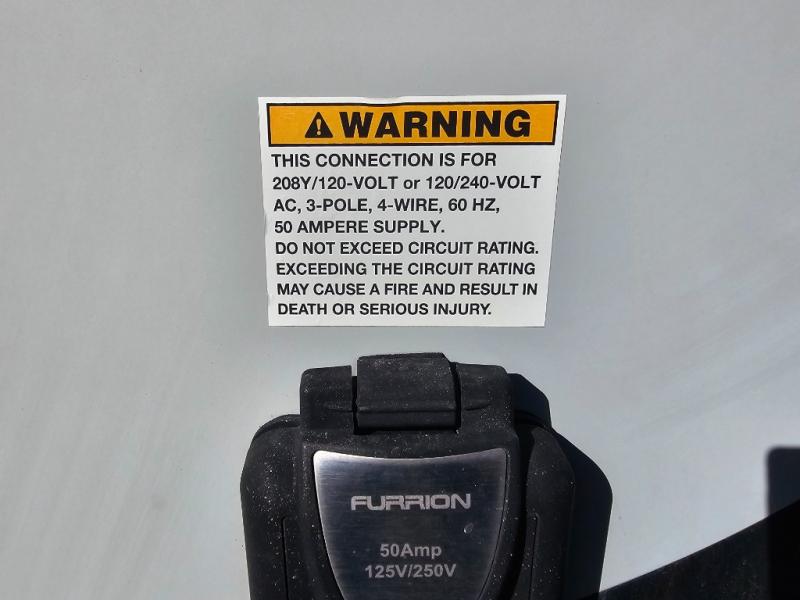 WARNING
THIS CONNECTION IS FOR
208Y/120-VOLT or 120/240-VOLT
AC, 3-POLE, 4-WIRE, 60 HZ,
50 AMPERE SUPPLY.
DO NOT EXCEED CIRCUIT RATING.
EXCEEDING THE CIRCUIT RATING
MAY CAUSE A FIRE AND RESULT IN
DEATH OR SERIOUS INJURY.
FURRION
50Amp
125V/250V